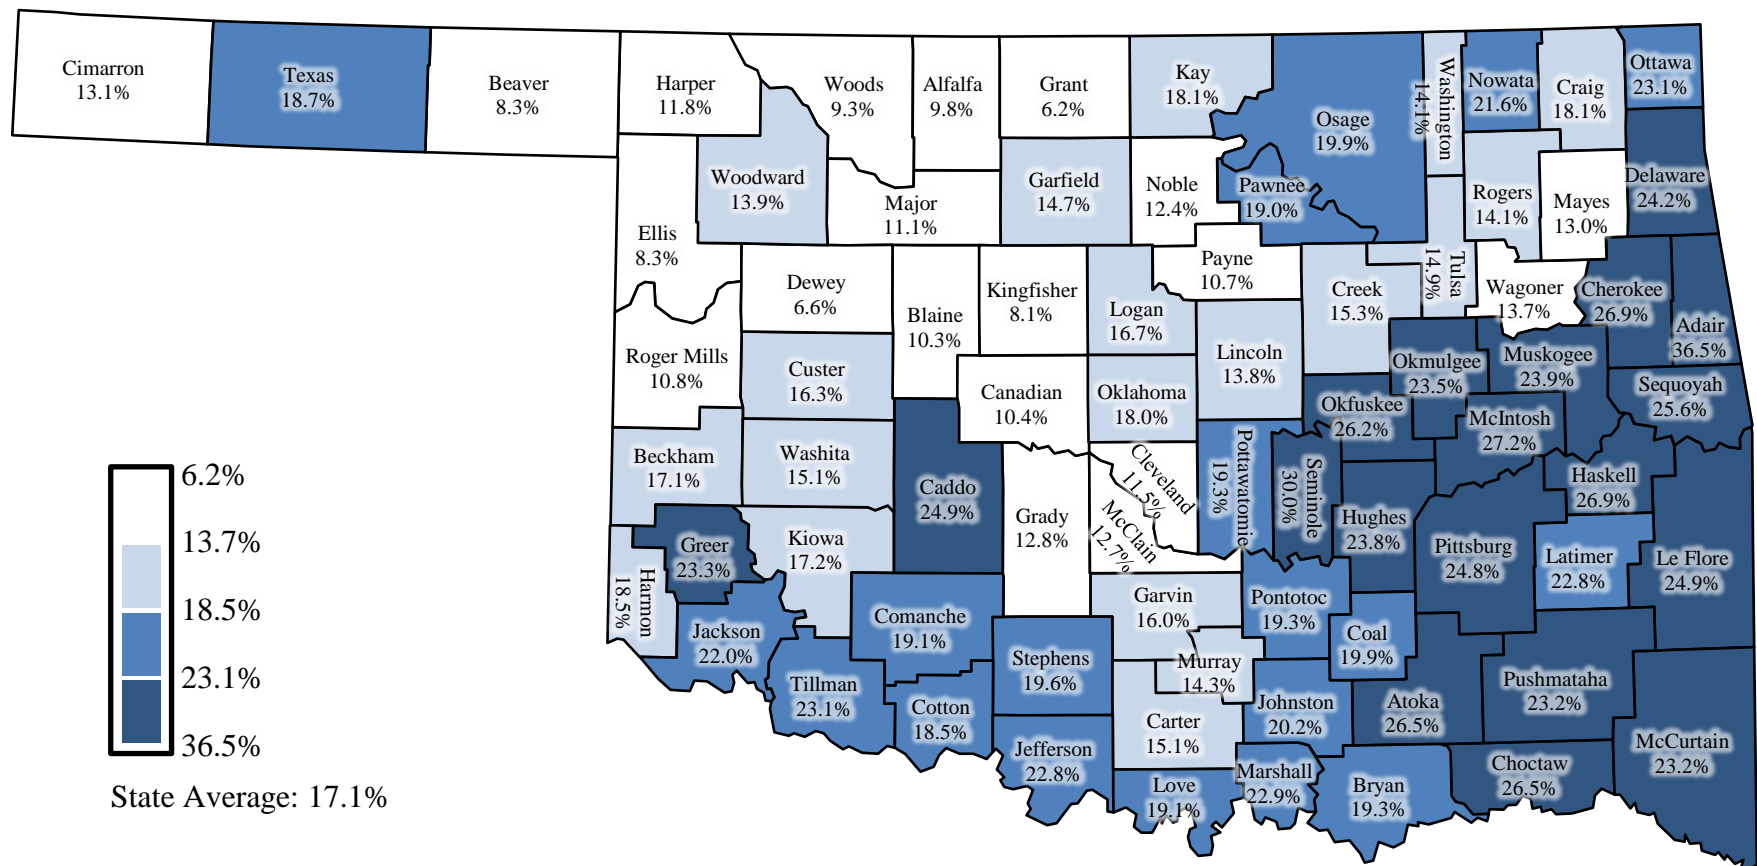 Cimarron
13.1%
Texas
18.7%
Beaver
8.3%
Harper
11.8%
Woods
9.3%
Alfalfa
9.8%
Grant
6.2%
Kay
18.1%
Osage
19.9%
Washington
14.1%
Nowata
21.6%
Craig
18.1%
Ottawa
23.1%
Woodward
13.9%
Major
11.1%
Garfield
14.7%
Noble
12.4%
Pawnee
19.0%
Rogers
14.1%
Mayes
13.0%
Delaware
24.2%
Ellis
8.3%
Dewey
6.6%
Blaine
10.3%
Kingfisher
8.1%
Logan
16.7%
Payne
10.7%
Creek
15.3%
Tulsa
14.9%
Wagoner
13.7%
Cherokee
26.9%
Adair
36.5%
Roger Mills
10.8%
Custer
16.3%
Canadian
10.4%
Oklahoma
18.0%
Lincoln
13.8%
Okmulgee
23.5%
Muskogee
23.9%
Sequoyah
25.6%
Okfuskee
26.2%
McIntosh
27.2%
Beckham
17.1%
Washita
15.1%
Caddo
24.9%
Grady
12.8%
Cleveland
11.5%
McClain
12.7%
Pottawatomie
19.3%
Seminole
30.0%
Hughes
23.8%
Haskell
26.9%
Pittsburg
24.8%
Latimer
22.8%
Le Flore
24.9%
Harmon
18.5%
Greer
23.3%
Kiowa
17.2%
Jackson
22.0%
Comanche
19.1%
Garvin
16.0%
Pontotoc
19.3%
Coal
19.9%
Tillman
23.1%
Cotton
18.5%
Stephens
19.6%
Murray
14.3%
Johnston
20.2%
Atoka
26.5%
Pushmataha
23.2%
McCurtain
23.2%
Carter
15.1%
Jefferson
22.8%
Love
19.1%
Marshall
22.9%
Bryan
19.3%
Choctaw
26.5%
6.2%
13.7%
18.5%
23.1%
36.5%
State Average: 17.1%